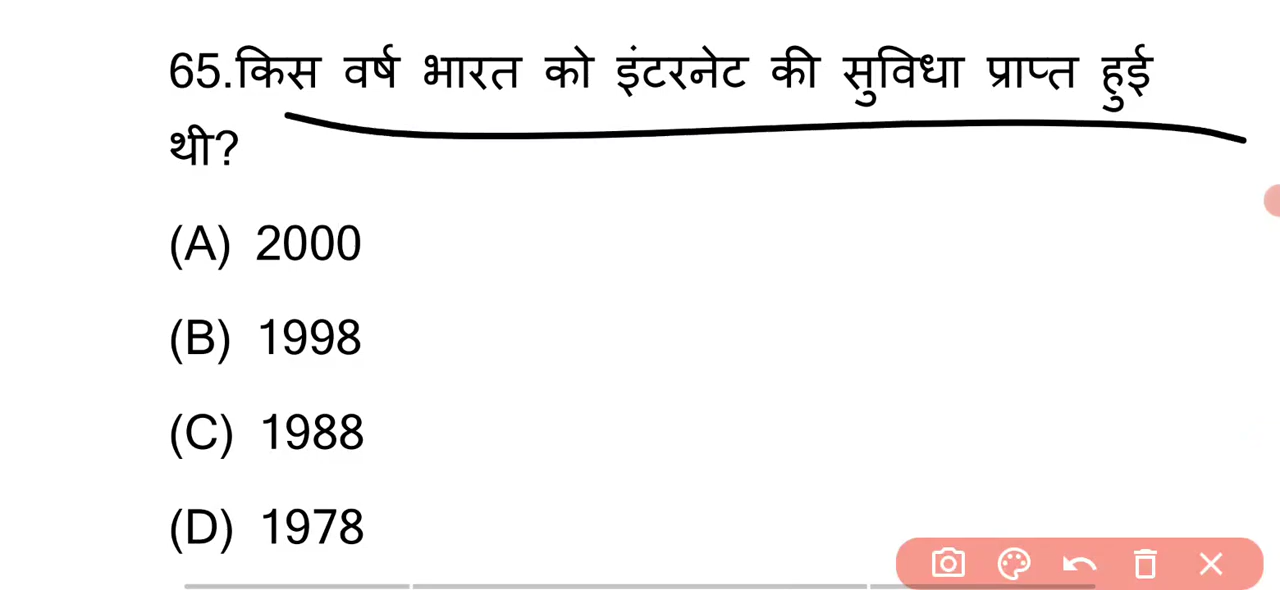 65.किस वर्ष भारत को इंटरनेट की सुविधा प्राप्त हुई
थी?
(A) 2000
(B) 1998
(C) 1988
(D) 1978